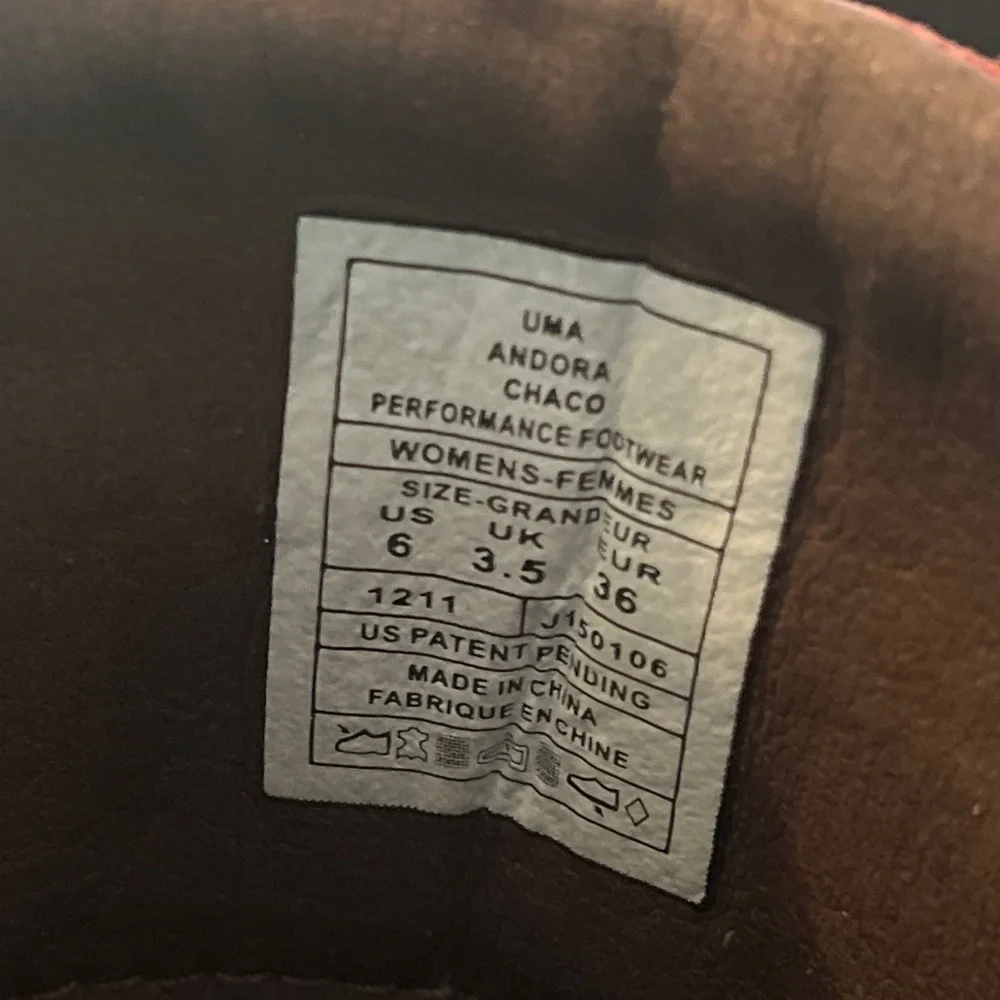 UMA
ANDORA
CHACO
PERFORMANCE FOOTWEAR
WOMENS-FEMMES
SIZE-GRANDEUR
US UK EUR
6 3.5 36
1211 J150106
US PATENT PENDING
MADE IN CHINA
FABRIQUE EN CHINE